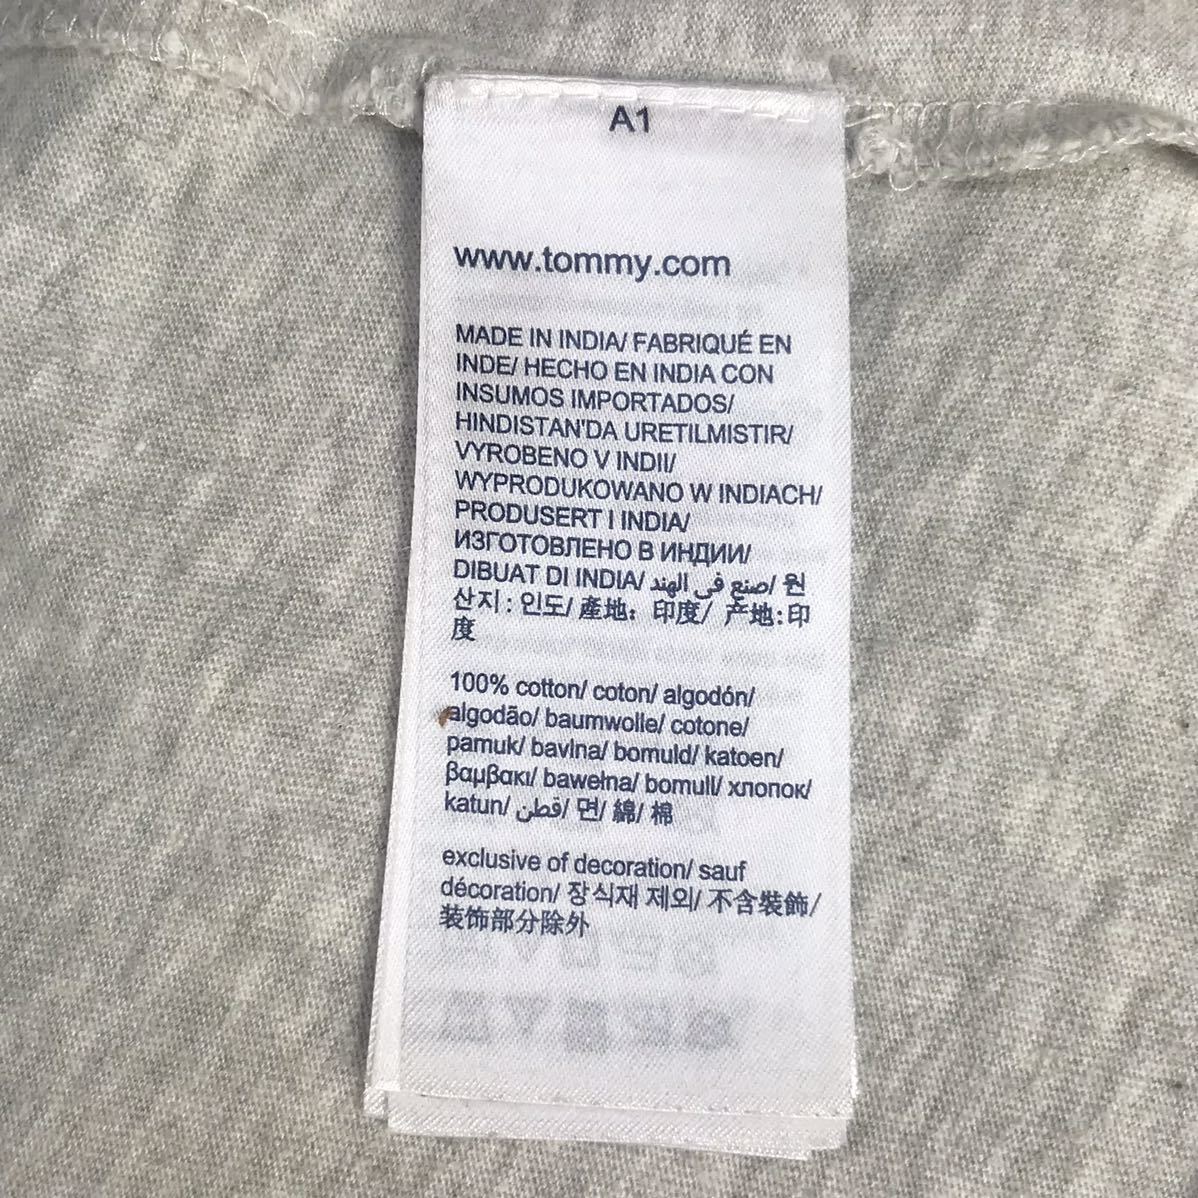 A1
www.tommy.com
MADE IN INDIA/ FABRIQUÉ EN
INDE/ HECHO EN INDIA CON
INSUMOS IMPORTADOS/
HINDISTAN'DA URETILMISTIR/
VYROBENO V INDII/
WYPRODUKOWANO W INDIACH/
PRODUSERT I INDIA/
ИЗГОТОВЛЕНО В ИНДИИ/
DIBUAT DI INDIA/ صنع في الهند/ 원
산지 : 인도/ 產地： 印度/ 产地:印
度
100% cotton/ coton/ algodón/
algodão/ baumwolle/ cotone/
pamuk/ bavlna/ bomuld/ katoen/
βαμβακι/ bawełna/ bomull/ хлопок/
katun/ قطن/ 면/ 綿/ 棉
exclusive of decoration/ sauf
décoration/ 장식재 제외/ 不含裝飾/
装饰部分除外